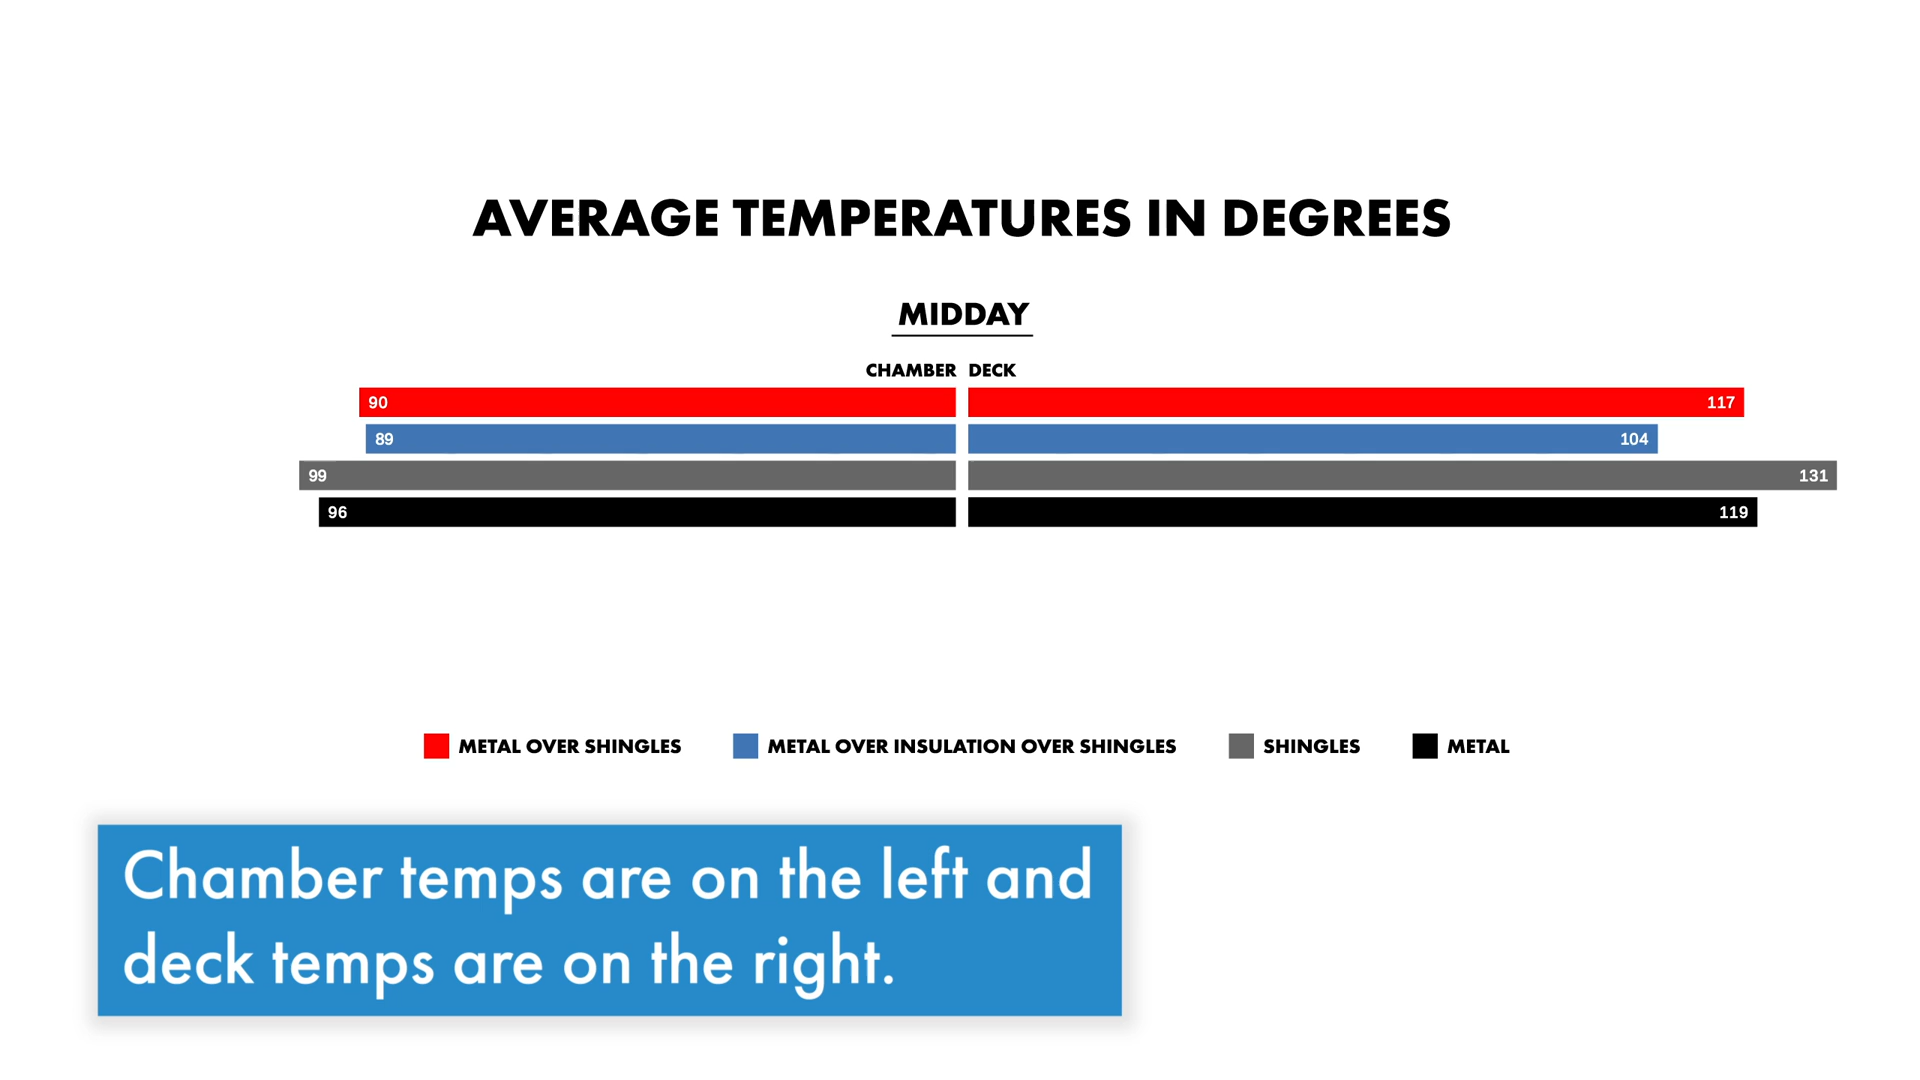 AVERAGE TEMPERATURES IN DEGREES
MIDDAY
CHAMBER DECK
90 117
89 104
99 131
96 119
METAL OVER SHINGLES METAL OVER INSULATION OVER SHINGLES SHINGLES METAL
Chamber temps are on the left and
deck temps are on the right.